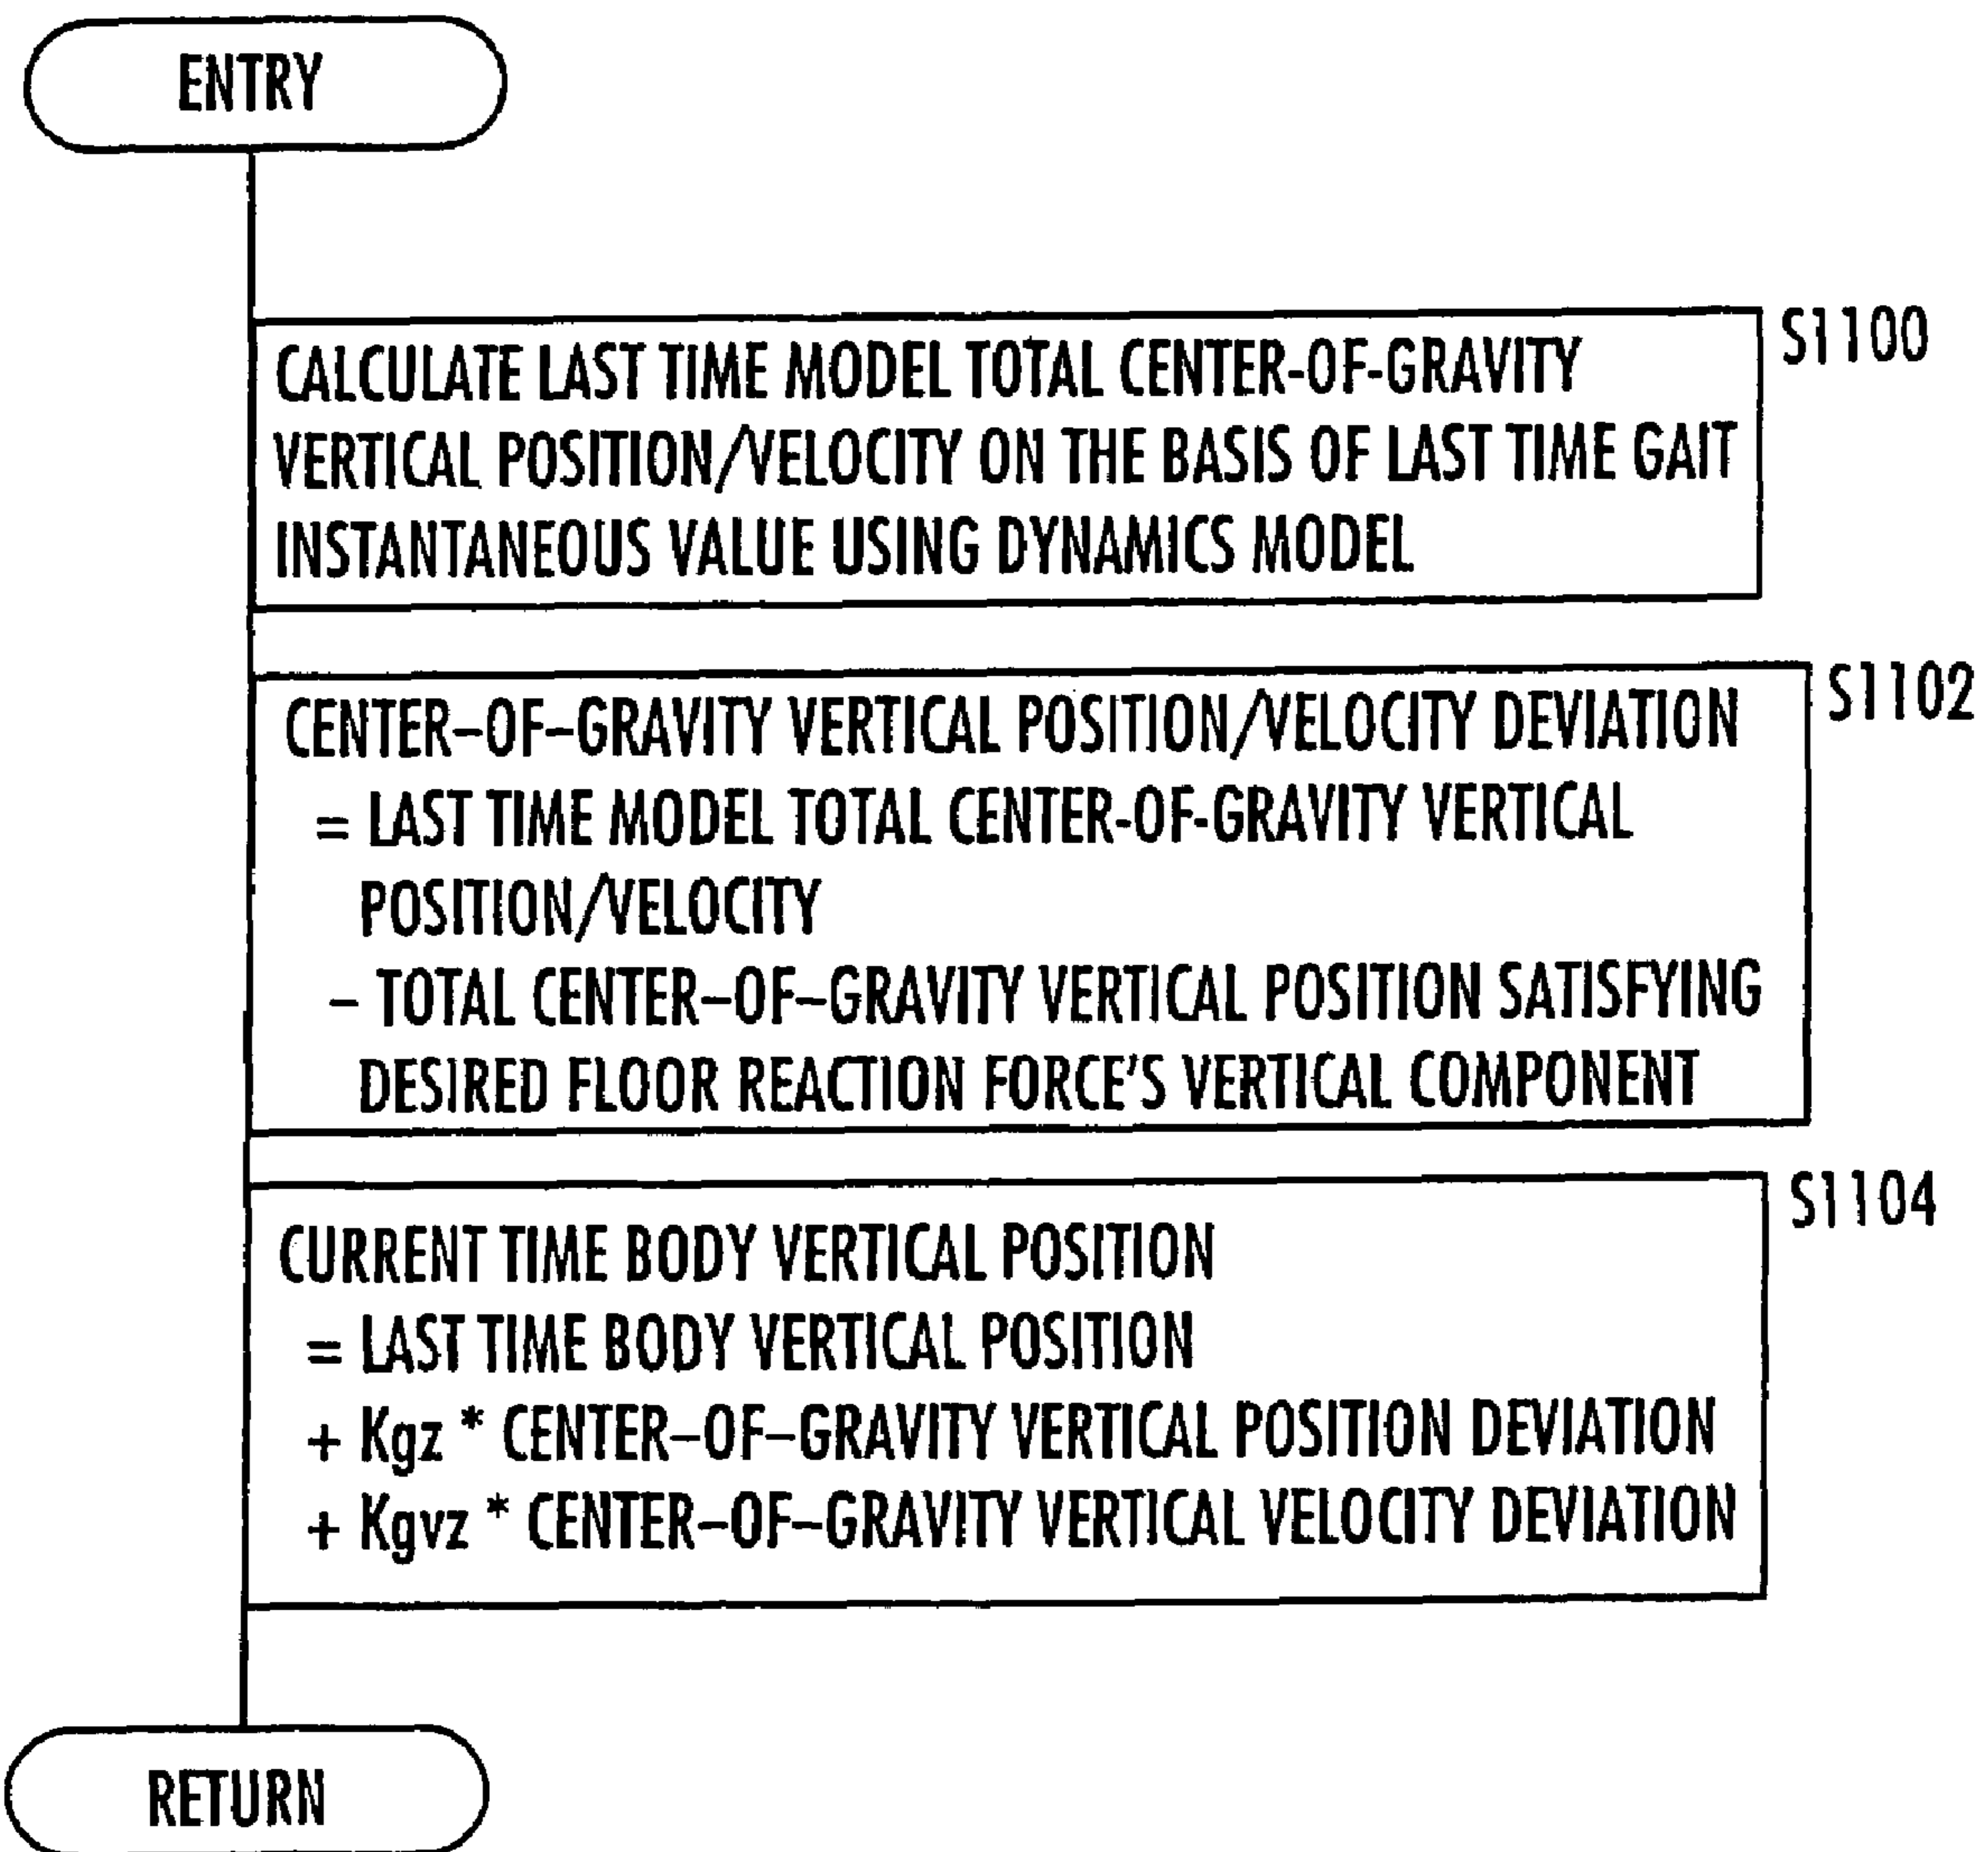 ENTRY
S1100
CALCULATE LAST TIME MODEL TOTAL CENTER-OF-GRAVITY
VERTICAL POSITION/VELOCITY ON THE BASIS OF LAST TIME GAIT
INSTANTANEOUS VALUE USING DYNAMICS MODEL
S1102
CENTER-OF-GRAVITY VERTICAL POSITION/VELOCITY DEVIATION
= LAST TIME MODEL TOTAL CENTER-OF-GRAVITY VERTICAL
POSITION/VELOCITY
- TOTAL CENTER-OF-GRAVITY VERTICAL POSITION SATISFYING
DESIRED FLOOR REACTION FORCE'S VERTICAL COMPONENT
S1104
CURRENT TIME BODY VERTICAL POSITION
= LAST TIME BODY VERTICAL POSITION
+ Kgz * CENTER-OF-GRAVITY VERTICAL POSITION DEVIATION
+ Kgvz * CENTER-OF-GRAVITY VERTICAL VELOCITY DEVIATION
RETURN